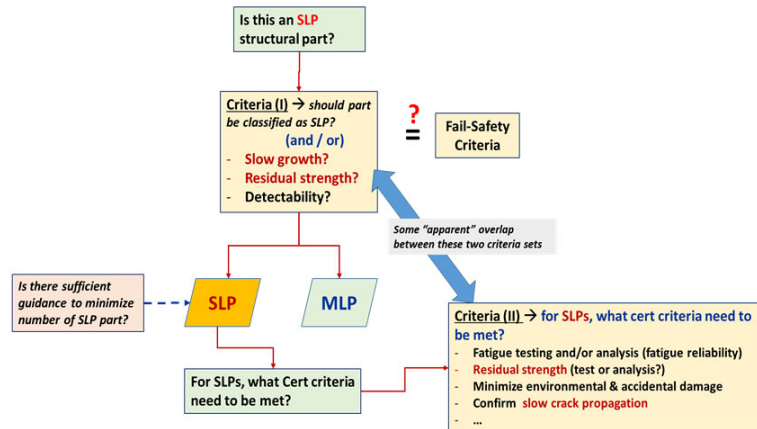 Is this an SLP
structural part?
Criteria (I) → should part
be classified as SLP?
(and / or)
- Slow growth?
- Residual strength?
- Detectability?
?
=
Fail-Safety
Criteria
Some "apparent" overlap
between these two criteria sets
Is there sufficient
guidance to minimize
number of SLP part?
SLP
MLP
For SLPs, what Cert criteria
need to be met?
Criteria (II) → for SLPs, what cert criteria need to
be met?
- Fatigue testing and/or analysis (fatigue reliability)
- Residual strength (test or analysis?)
- Minimize environmental & accidental damage
- Confirm slow crack propagation
- ...